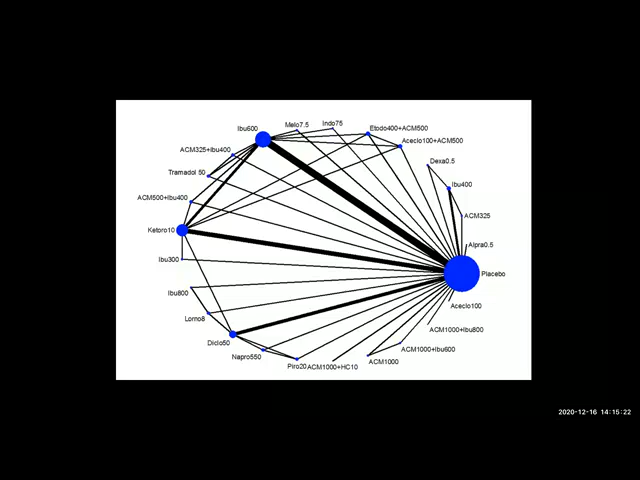 Ibu600
Melo7.5
Indo75
Etodo400+ACM500
Aceclo100+ACM500
ACM325+Ibu400
Dexa0.5
Tramadol 50
Ibu400
ACM500+Ibu400
ACM325
Ketoro10
Alpra0.5
Ibu300
Placebo
Ibu800
Aceclo100
Lorno8
ACM1000+Ibu800
Diclo50
ACM1000+Ibu600
Napro550
Piro20
ACM1000+HC10
ACM1000
2020-12-16 14:15:22